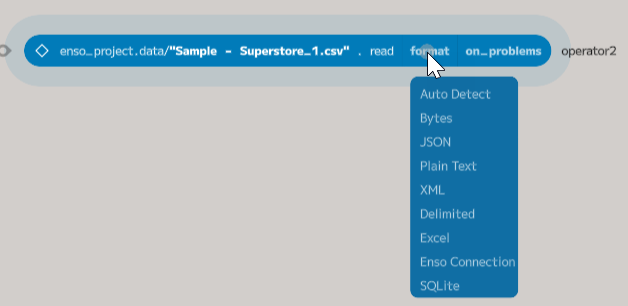 enso_project.data/"Sample - Superstore_1.csv" . read format on_problems operator2
Auto Detect
Bytes
JSON
Plain Text
XML
Delimited
Excel
Enso Connection
SQLite